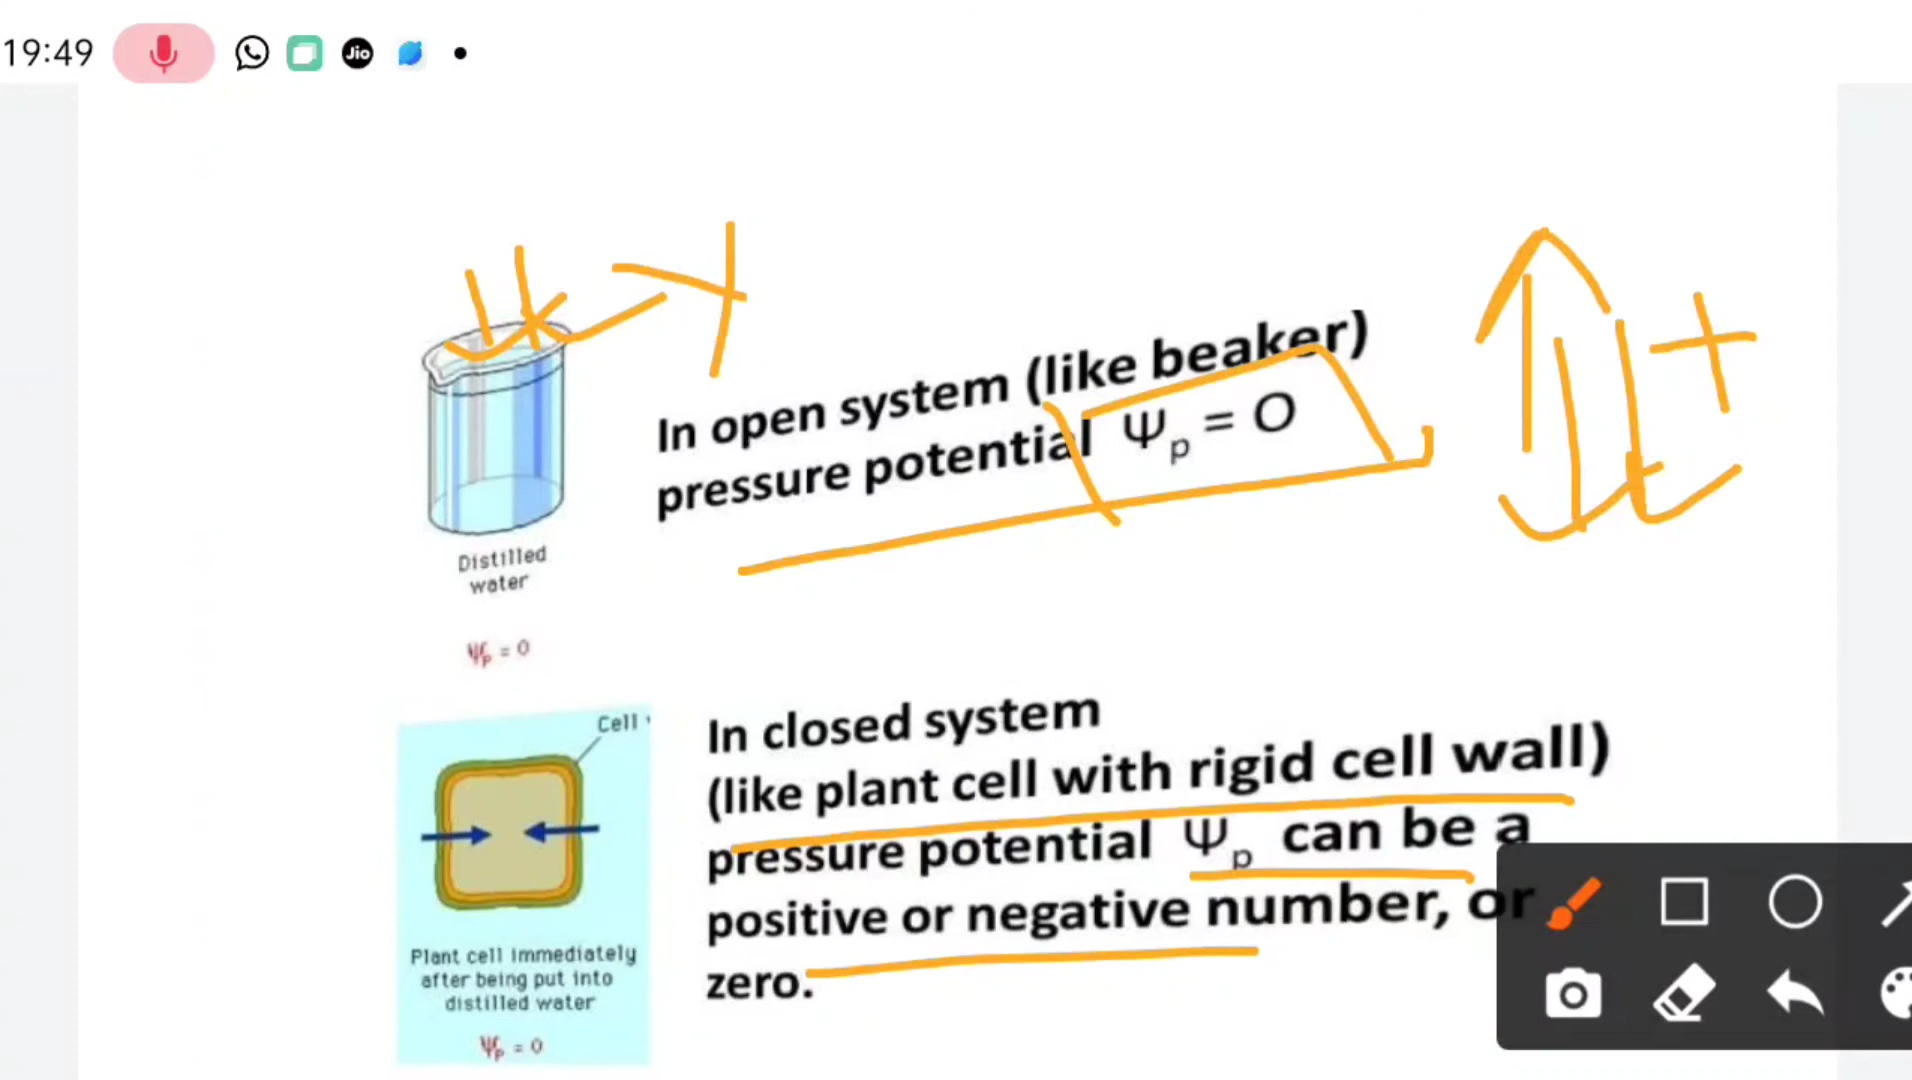 19:49
Jio
In open system (like beaker)
pressure potential Ψp = 0
Distilled
water
Ψp = 0
Cell
In closed system
(like plant cell with rigid cell wall)
pressure potential Ψp can be a
positive or negative number, or
zero.
Plant cell immediately
after being put into
distilled water
Ψp = 0